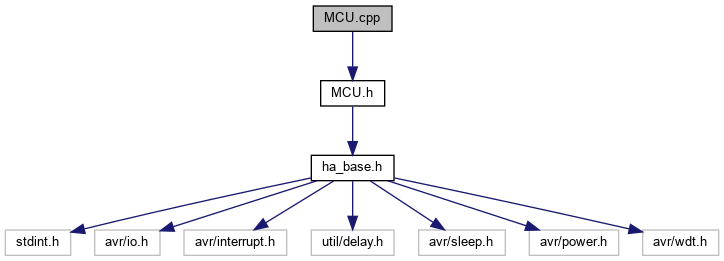 MCU.cpp
MCU.h
ha_base.h
stdint.h
avr/io.h
avr/interrupt.h
util/delay.h
avr/sleep.h
avr/power.h
avr/wdt.h